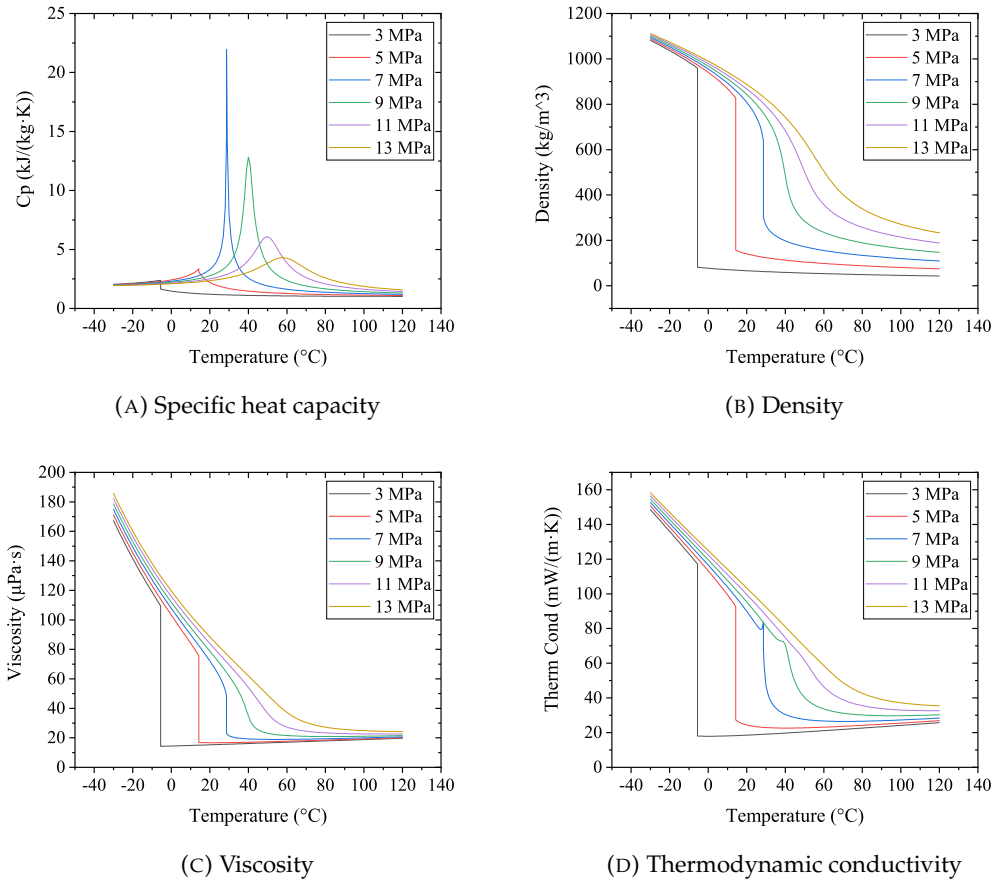 25
20
15
10
5
0
Cp (kJ/(kg·K))
3 MPa
5 MPa
7 MPa
9 MPa
11 MPa
13 MPa
-40 -20 0 20 40 60 80 100 120 140
Temperature (°C)
(A) Specific heat capacity
1200
1000
800
600
400
200
0
Density (kg/m^3)
3 MPa
5 MPa
7 MPa
9 MPa
11 MPa
13 MPa
-40 -20 0 20 40 60 80 100 120 140
Temperature (°C)
(B) Density
200
180
160
140
120
100
80
60
40
20
0
Viscosity (μPa·s)
3 MPa
5 MPa
7 MPa
9 MPa
11 MPa
13 MPa
-40 -20 0 20 40 60 80 100 120 140
Temperature (°C)
(C) Viscosity
160
140
120
100
80
60
40
20
0
Therm Cond (mW/(m·K))
3 MPa
5 MPa
7 MPa
9 MPa
11 MPa
13 MPa
-40 -20 0 20 40 60 80 100 120 140
Temperature (°C)
(D) Thermodynamic conductivity